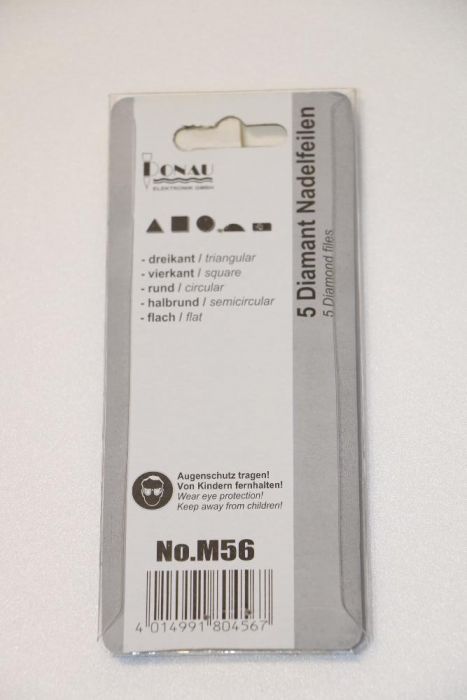 DONAU
ELEKTRONIK GMBH
5 Diamant Nadelfeilen
5 Diamond files
- dreikant / triangular
- vierkant / square
- rund / circular
- halbrund / semicircular
- flach / flat
Augenschutz tragen!
Von Kindern fernhalten!
Wear eye protection!
Keep away from children!
No.M56
4 014991 804567